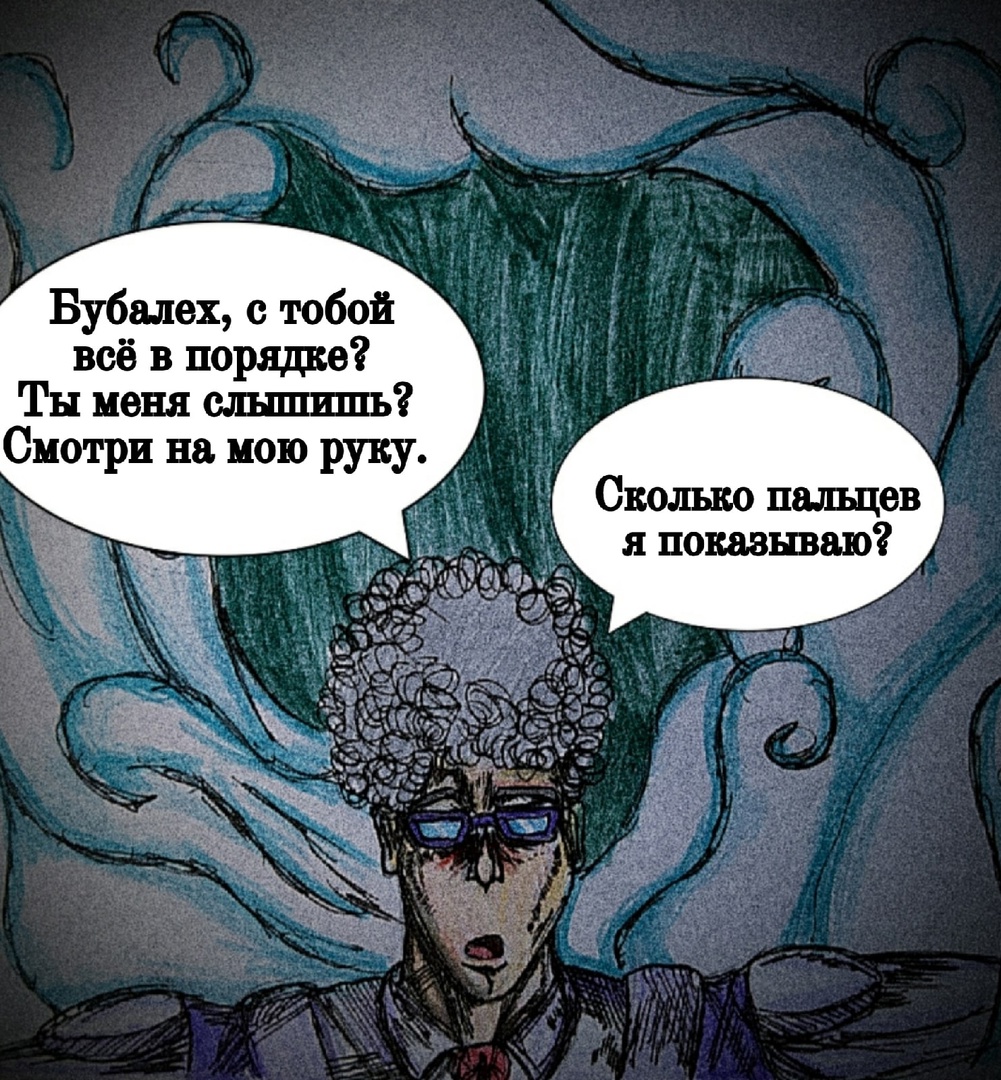 Бубалех, с тобой
всё в порядке?
Ты меня слышишь?
Смотри на мою руку.
Сколько пальцев
я показываю?